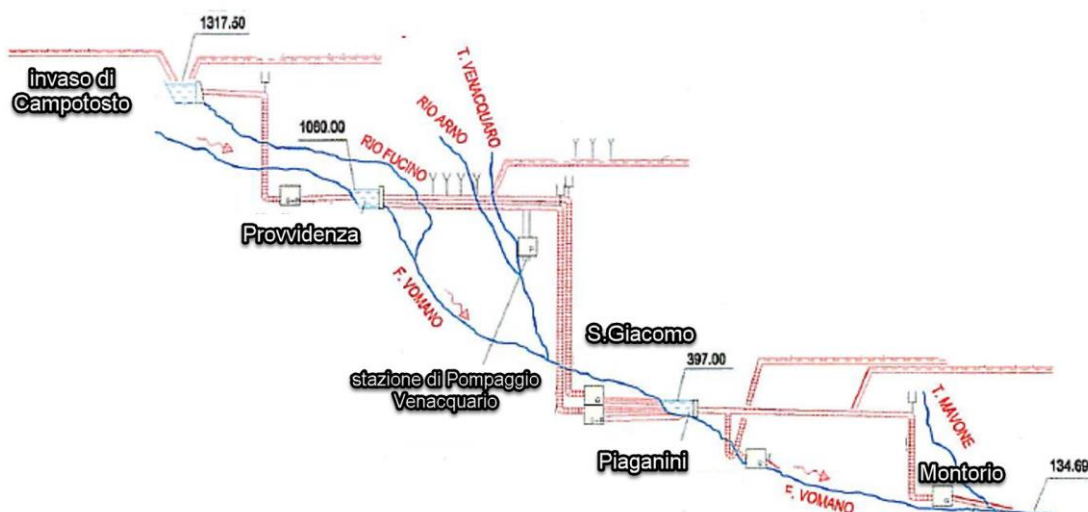 1317.50
invaso di
Campotosto
1060.00
T. VENACQUARO
RIO ARNO
RIO FUCINO
Provvidenza
F. VOMANO
S.Giacomo
stazione di Pompaggio
Venacquario
397.00
P
G
Piaganini
G
T. MAVONE
Montorio
G
134.69
F. VOMANO